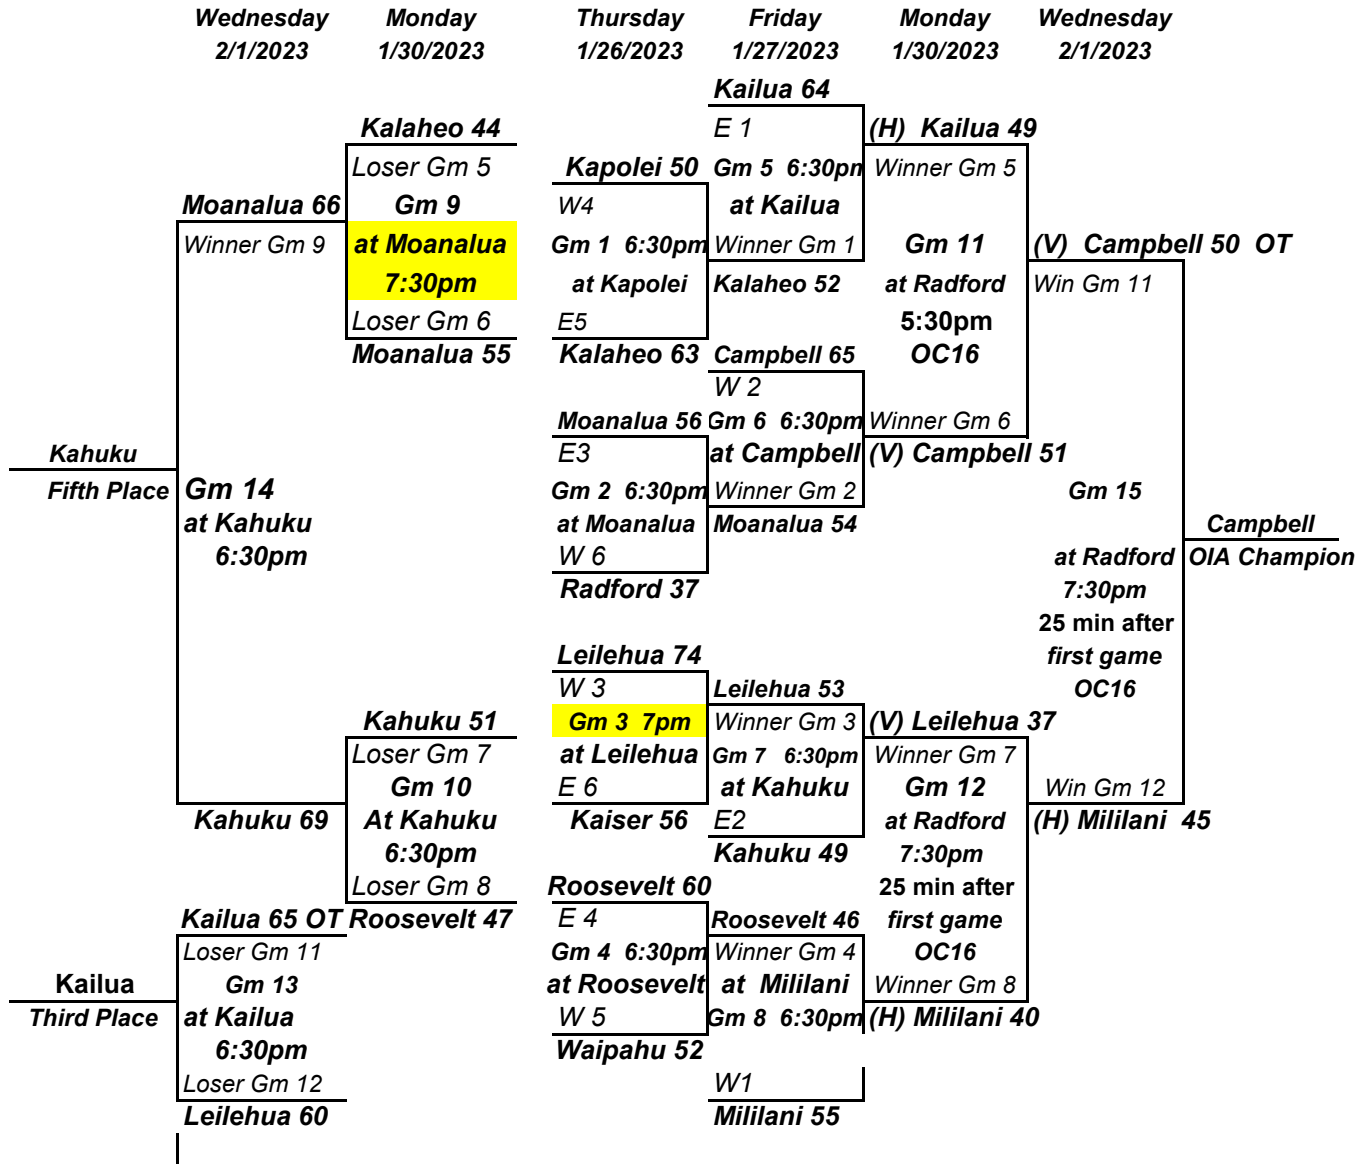 Wednesday Monday Thursday Friday Monday Wednesday
2/1/2023 1/30/2023 1/26/2023 1/27/2023 1/30/2023 2/1/2023
Kailua 64
Kalaheo 44 E 1 (H) Kailua 49
Loser Gm 5 Kapolei 50 Gm 5 6:30pm Winner Gm 5
Moanalua 66 Gm 9 W4 at Kailua
Winner Gm 9 at Moanalua Gm 1 6:30pm Winner Gm 1 Gm 11 (V) Campbell 50 OT
7:30pm at Kapolei Kalaheo 52 at Radford Win Gm 11
Loser Gm 6 E5 5:30pm
Moanalua 55 Kalaheo 63 Campbell 65 OC16
W 2
Moanalua 56 Gm 6 6:30pm Winner Gm 6
Kahuku E3 at Campbell (V) Campbell 51
Fifth Place Gm 14 Gm 2 6:30pm Winner Gm 2 Gm 15
at Kahuku at Moanalua Moanalua 54 Campbell
6:30pm W 6 at Radford OIA Champion
Radford 37 7:30pm
25 min after
Leilehua 74 first game
W 3 Leilehua 53 OC16
Kahuku 51 Gm 3 7pm Winner Gm 3 (V) Leilehua 37
Loser Gm 7 at Leilehua Gm 7 6:30pm Winner Gm 7
Gm 10 E 6 at Kahuku Gm 12 Win Gm 12
Kahuku 69 At Kahuku Kaiser 56 E2 at Radford (H) Mililani 45
6:30pm Kahuku 49 7:30pm
Loser Gm 8 Roosevelt 60 25 min after
Kailua 65 OT Roosevelt 47 E 4 Roosevelt 46 first game
Loser Gm 11 Gm 4 6:30pm Winner Gm 4 OC16
Kailua Gm 13 at Roosevelt at Mililani Winner Gm 8
Third Place at Kailua W 5 Gm 8 6:30pm (H) Mililani 40
6:30pm Waipahu 52
Loser Gm 12 W1
Leilehua 60 Mililani 55